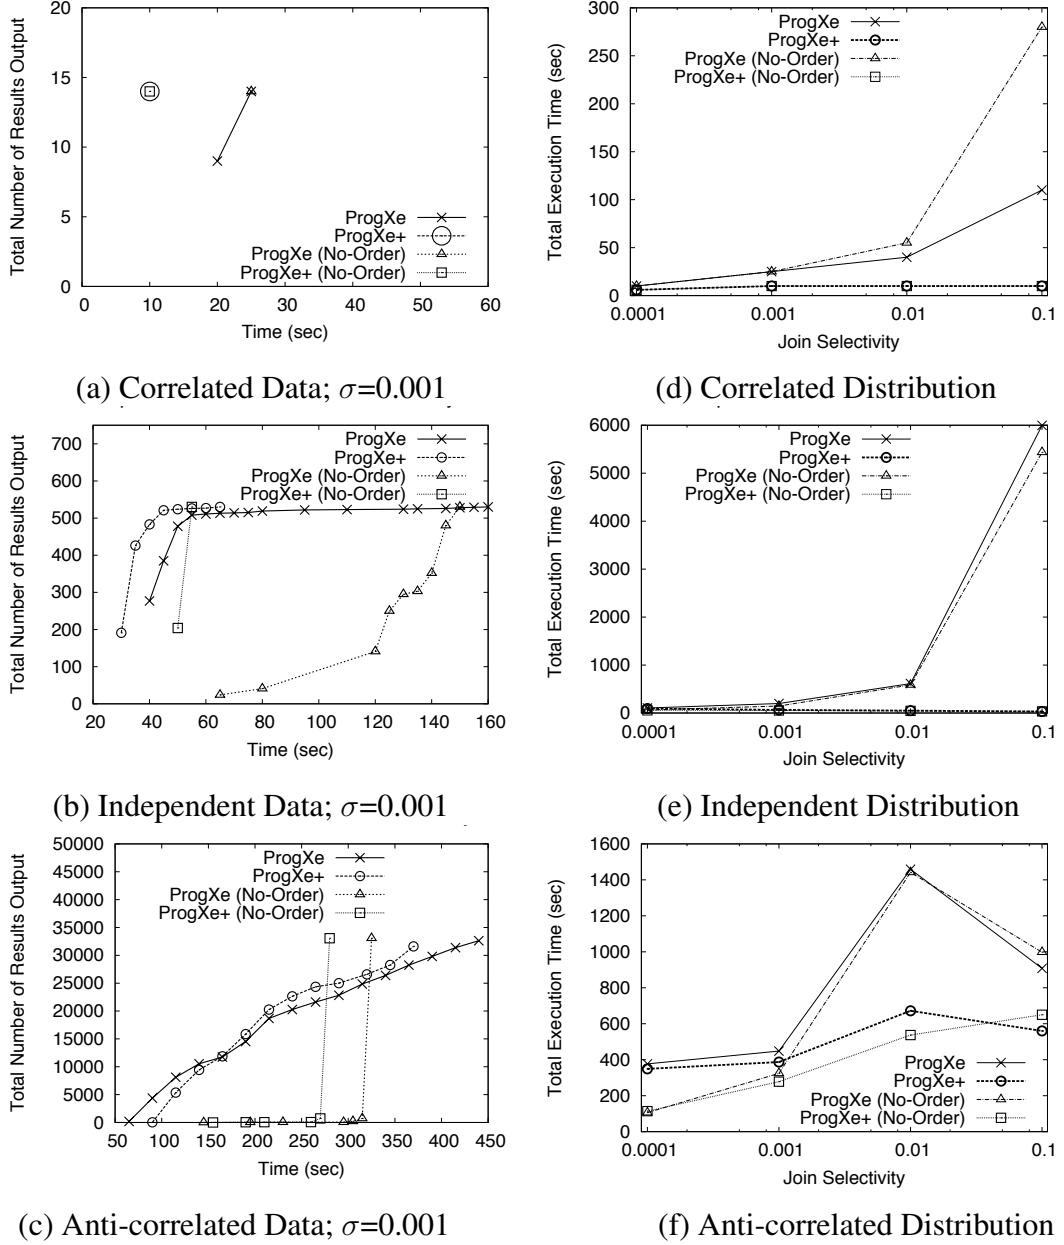 Total Number of Results Output
20
15
10
5
0
0 10 20 30 40 50 60
Time (sec)
ProgXe
ProgXe+
ProgXe (No-Order)
ProgXe+ (No-Order)
(a) Correlated Data; σ=0.001
Total Execution Time (sec)
300
250
200
150
100
50
0
0.0001 0.001 0.01 0.1
Join Selectivity
ProgXe
ProgXe+
ProgXe (No-Order)
ProgXe+ (No-Order)
(d) Correlated Distribution
Total Number of Results Output
700
600
500
400
300
200
100
0
20 40 60 80 100 120 140 160
Time (sec)
ProgXe
ProgXe+
ProgXe (No-Order)
ProgXe+ (No-Order)
(b) Independent Data; σ=0.001
Total Execution Time (sec)
6000
5000
4000
3000
2000
1000
0
0.0001 0.001 0.01 0.1
Join Selectivity
ProgXe
ProgXe+
ProgXe (No-Order)
ProgXe+ (No-Order)
(e) Independent Distribution
Total Number of Results Output
50000
45000
40000
35000
30000
25000
20000
15000
10000
5000
0
50 100 150 200 250 300 350 400 450
Time (sec)
ProgXe
ProgXe+
ProgXe (No-Order)
ProgXe+ (No-Order)
(c) Anti-correlated Data; σ=0.001
Total Execution Time (sec)
1600
1400
1200
1000
800
600
400
200
0
0.0001 0.001 0.01 0.1
Join Selectivity
ProgXe
ProgXe+
ProgXe (No-Order)
ProgXe+ (No-Order)
(f) Anti-correlated Distribution